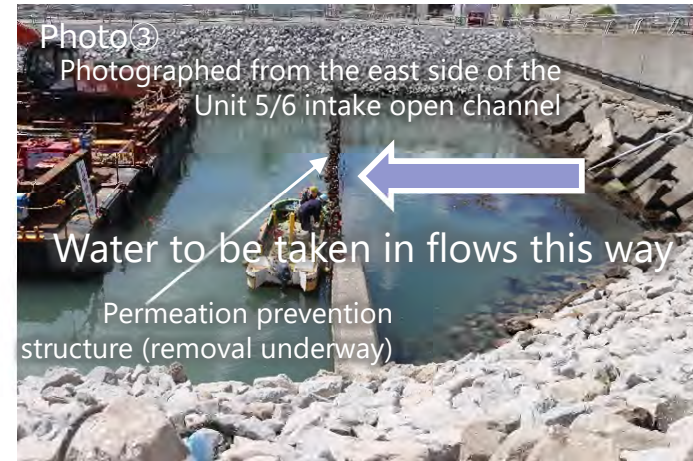 Photo③
Photographed from the east side of the
Unit 5/6 intake open channel
Water to be taken in flows this way
Permeation prevention
structure (removal underway)